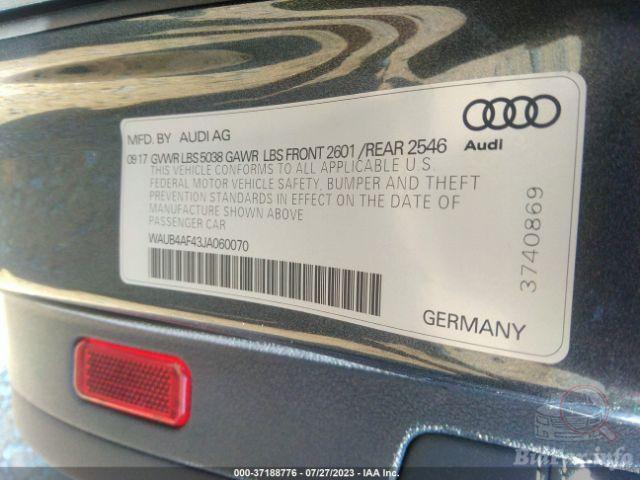 MFD. BY AUDI AG
09 17 GVWR LBS 5038 GAWR LBS FRONT 2601 /REAR 2546
THIS VEHICLE CONFORMS TO ALL APPLICABLE U.S.
FEDERAL MOTOR VEHICLE SAFETY, BUMPER AND THEFT
PREVENTION STANDARDS IN EFFECT ON THE DATE OF
MANUFACTURE SHOWN ABOVE
PASSENGER CAR
WAUB4AF43JA060070
Audi
3740869
GERMANY
BidFax.info
000-37188776 | 07/27/2023 | IAA Inc.